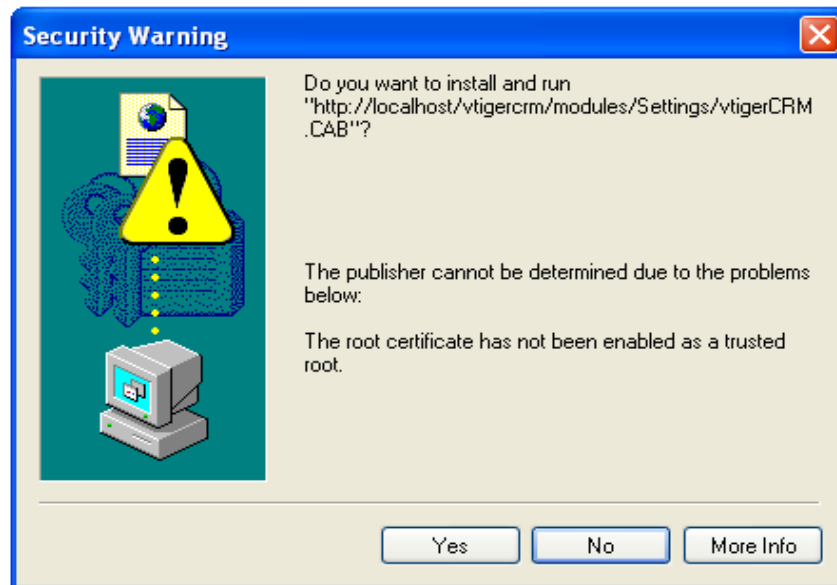 Security Warning
Do you want to install and run
"http://localhost/vtigercrm/modules/Settings/vtigerCRM
.CAB"?
The publisher cannot be determined due to the problems
below:
The root certificate has not been enabled as a trusted
root.
Yes
No
More Info